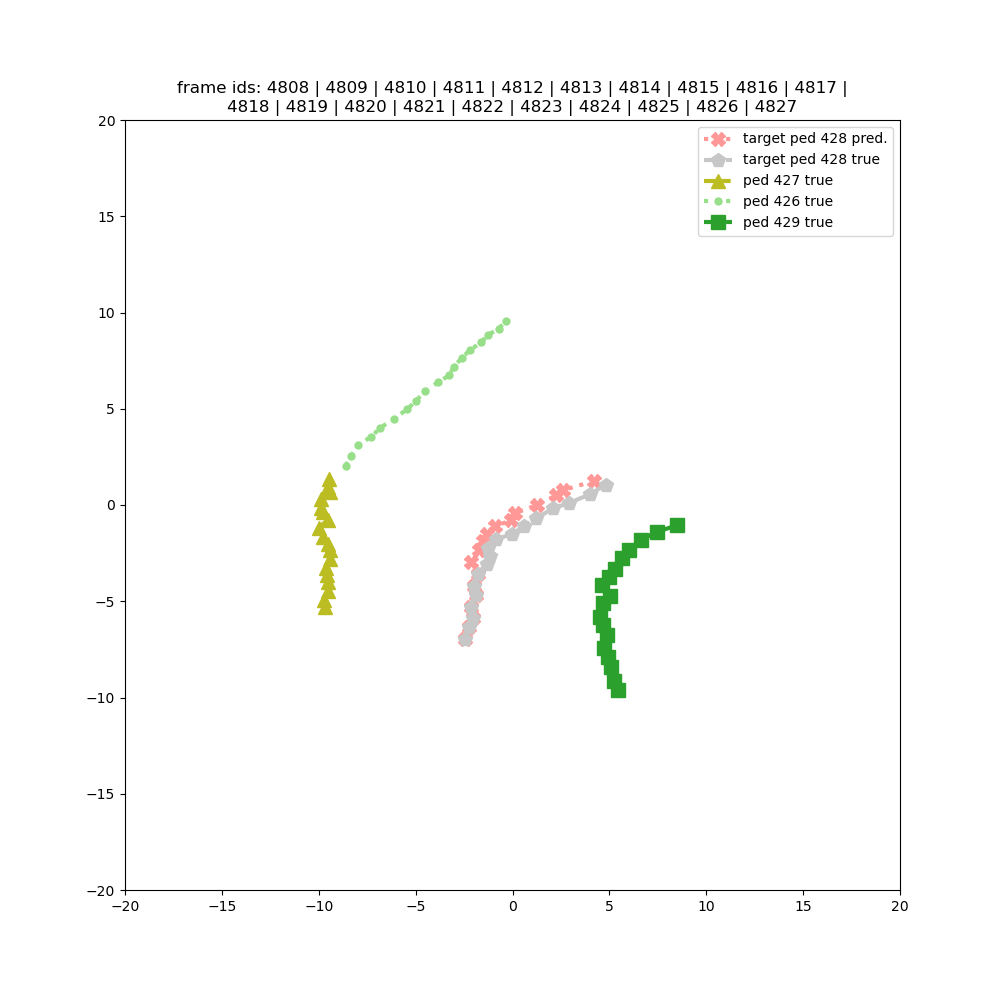 frame ids: 4808 | 4809 | 4810 | 4811 | 4812 | 4813 | 4814 | 4815 | 4816 | 4817 |
4818 | 4819 | 4820 | 4821 | 4822 | 4823 | 4824 | 4825 | 4826 | 4827
target ped 428 pred.
target ped 428 true
ped 427 true
ped 426 true
ped 429 true
20
15
10
5
0
−5
−10
−15
−20
−20 −15 −10 −5 0 5 10 15 20